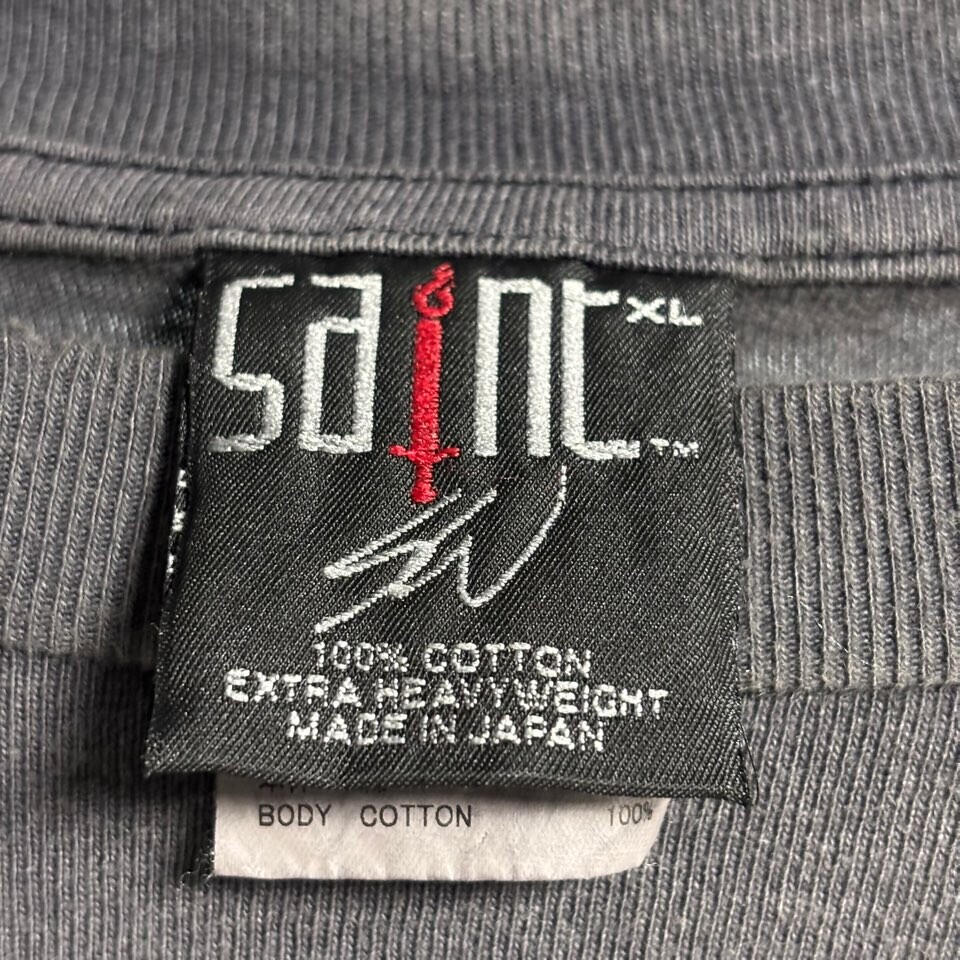 saint XL
TM
100% COTTON
EXTRA HEAVYWEIGHT
MADE IN JAPAN
BODY COTTON 100%